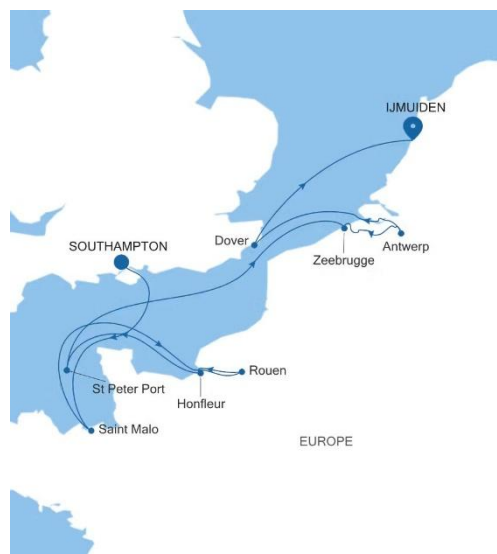 IJMUIDEN
Dover
Antwerp
SOUTHAMPTON
Zeebrugge
St Peter Port
Rouen
Honfleur
Saint Malo
EUROPE